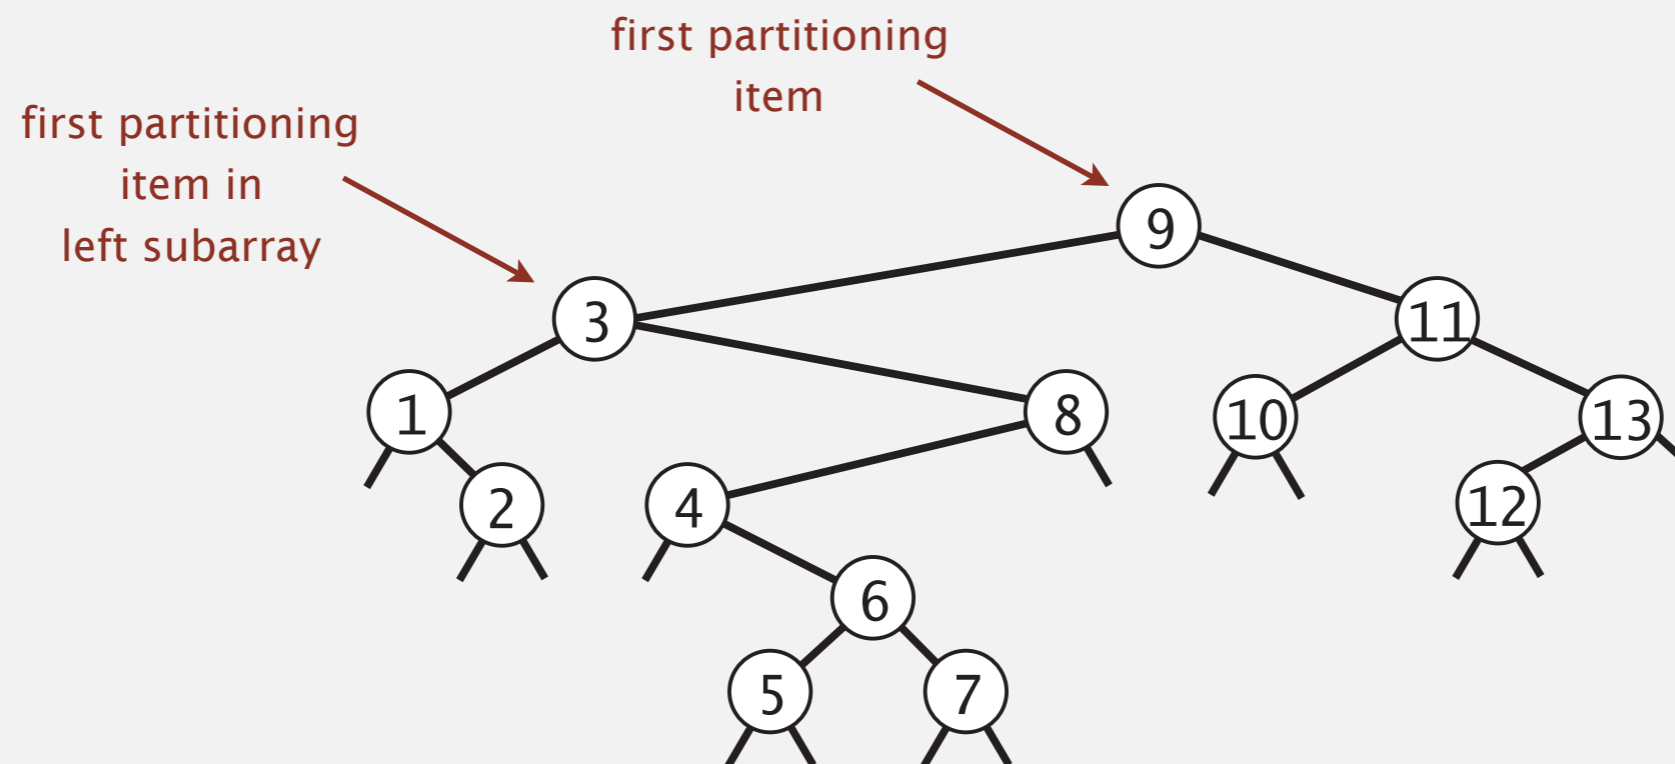 first partitioning
item
first partitioning
item in
left subarray
9
3
11
1
8
10
13
2
4
12
6
5
7